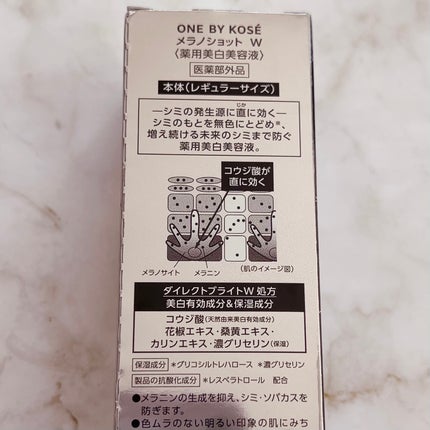 ONE BY KOSÉ
メラノショット W
〈薬用美白美容液〉
医薬部外品
本体(レギュラーサイズ)
―シミの発生源に直に効く―
じか
シミのもとを無色にとどめ※、
増え続ける未来のシミまで防ぐ
薬用美白美容液。
コウジ酸が
直に効く
メラノサイト メラニン (肌のイメージ図)
ダイレクトブライトW 処方
美白有効成分&保湿成分
コウジ酸(天然由来美白有効成分)
花椒エキス・桑黄エキス・
カリンエキス・濃グリセリン(保湿)
保湿成分 *グリコシルトレハロース *濃グリセリン
製品の抗酸化成分 *レスベラトロール 配合
●メラニンの生成を抑え、シミ・ソバカスを
防ぎます。
●色ムラのない明るい印象の肌にみち